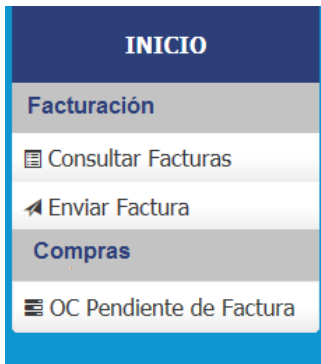 INICIO
Facturación
Consultar Facturas
Enviar Factura
Compras
OC Pendiente de Factura